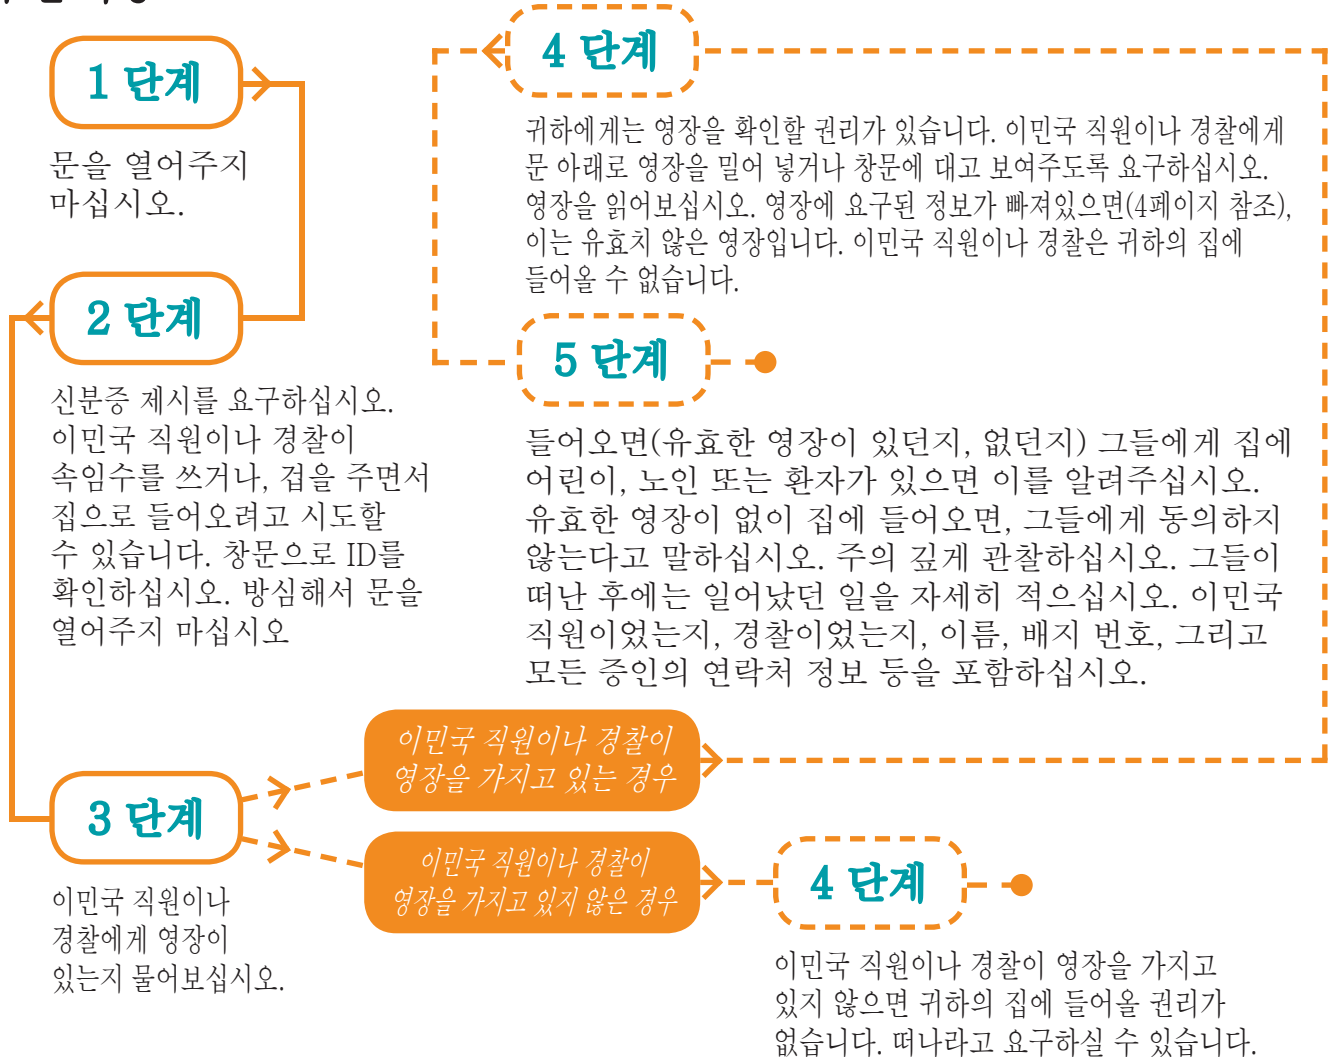 1 단계
문을 열어주지
마십시오.
2 단계
신분증 제시를 요구하십시오.
이민국 직원이나 경찰이
속임수를 쓰거나, 겁을 주면서
집으로 들어오려고 시도할
수 있습니다. 창문으로 ID를
확인하십시오. 방심해서 문을
열어주지 마십시오
3 단계
이민국 직원이나
경찰에게 영장이
있는지 물어보십시오.
이민국 직원이나 경찰이
영장을 가지고 있는 경우
4 단계
귀하에게는 영장을 확인할 권리가 있습니다. 이민국 직원이나 경찰에게
문 아래로 영장을 밀어 넣거나 창문에 대고 보여주도록 요구하십시오.
영장을 읽어보십시오. 영장에 요구된 정보가 빠져있으면(4페이지 참조),
이는 유효치 않은 영장입니다. 이민국 직원이나 경찰은 귀하의 집에
들어올 수 없습니다.
5 단계
들어오면(유효한 영장이 있던지, 없던지) 그들에게 집에
어린이, 노인 또는 환자가 있으면 이를 알려주십시오.
유효한 영장이 없이 집에 들어오면, 그들에게 동의하지
않는다고 말하십시오. 주의 깊게 관찰하십시오. 그들이
떠난 후에는 일어났던 일을 자세히 적으십시오. 이민국
직원이었는지, 경찰이었는지, 이름, 배지 번호, 그리고
모든 증인의 연락처 정보 등을 포함하십시오.
이민국 직원이나 경찰이
영장을 가지고 있지 않은 경우
4 단계
이민국 직원이나 경찰이 영장을 가지고
있지 않으면 귀하의 집에 들어올 권리가
없습니다. 떠나라고 요구하실 수 있습니다.